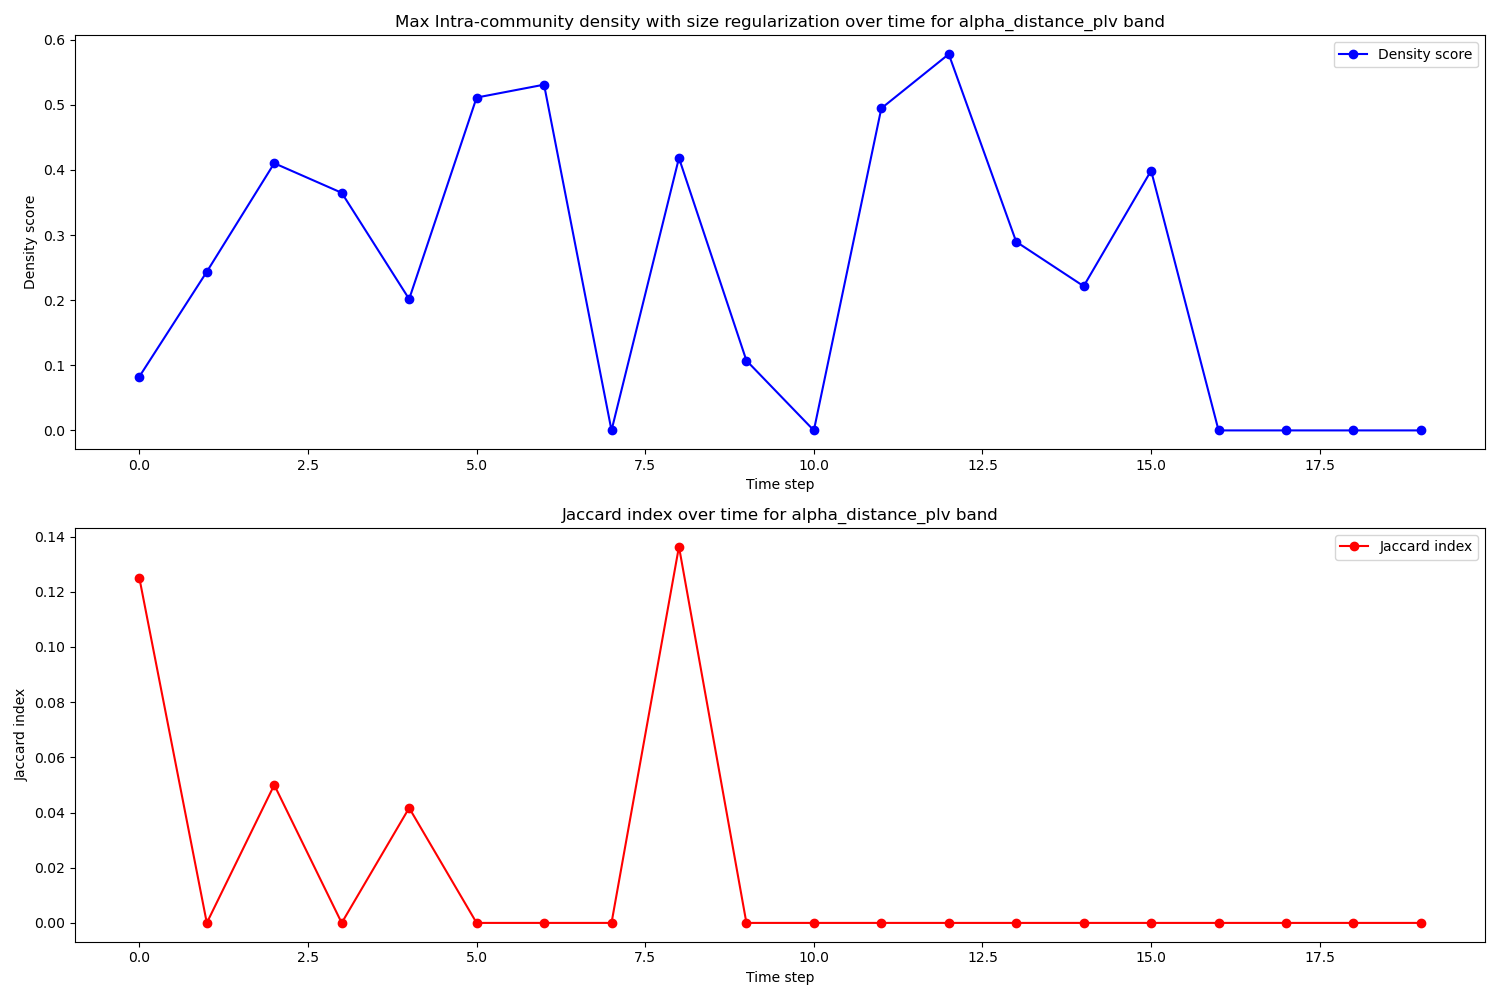 Max Intra-community density with size regularization over time for alpha_distance_plv band
Density score
0.6
0.5
0.4
0.3
0.2
0.1
0.0
Density score
0.0 2.5 5.0 7.5 10.0 12.5 15.0 17.5
Time step
Jaccard index over time for alpha_distance_plv band
Jaccard index
0.14
0.12
0.10
0.08
0.06
0.04
0.02
0.00
Jaccard index
0.0 2.5 5.0 7.5 10.0 12.5 15.0 17.5
Time step